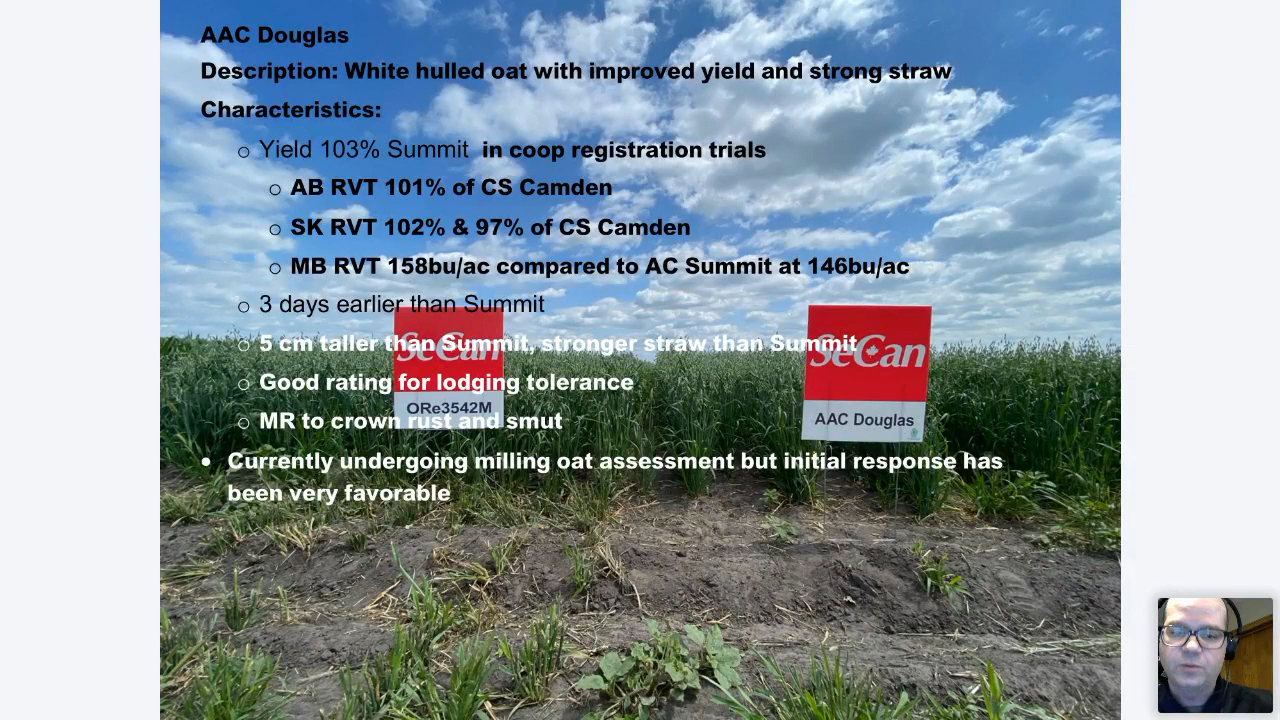 AAC Douglas
Description: White hulled oat with improved yield and strong straw
Characteristics:
○ Yield 103% Summit in coop registration trials
○ AB RVT 101% of CS Camden
○ SK RVT 102% & 97% of CS Camden
○ MB RVT 158bu/ac compared to AC Summit at 146bu/ac
○ 3 days earlier than Summit
○ 5 cm taller than Summit, stronger straw than Summit
○ Good rating for lodging tolerance
○ MR to crown rust and smut
• Currently undergoing milling oat assessment but initial response has
been very favorable
SeCan
ORe3542M
SeCan
AAC Douglas